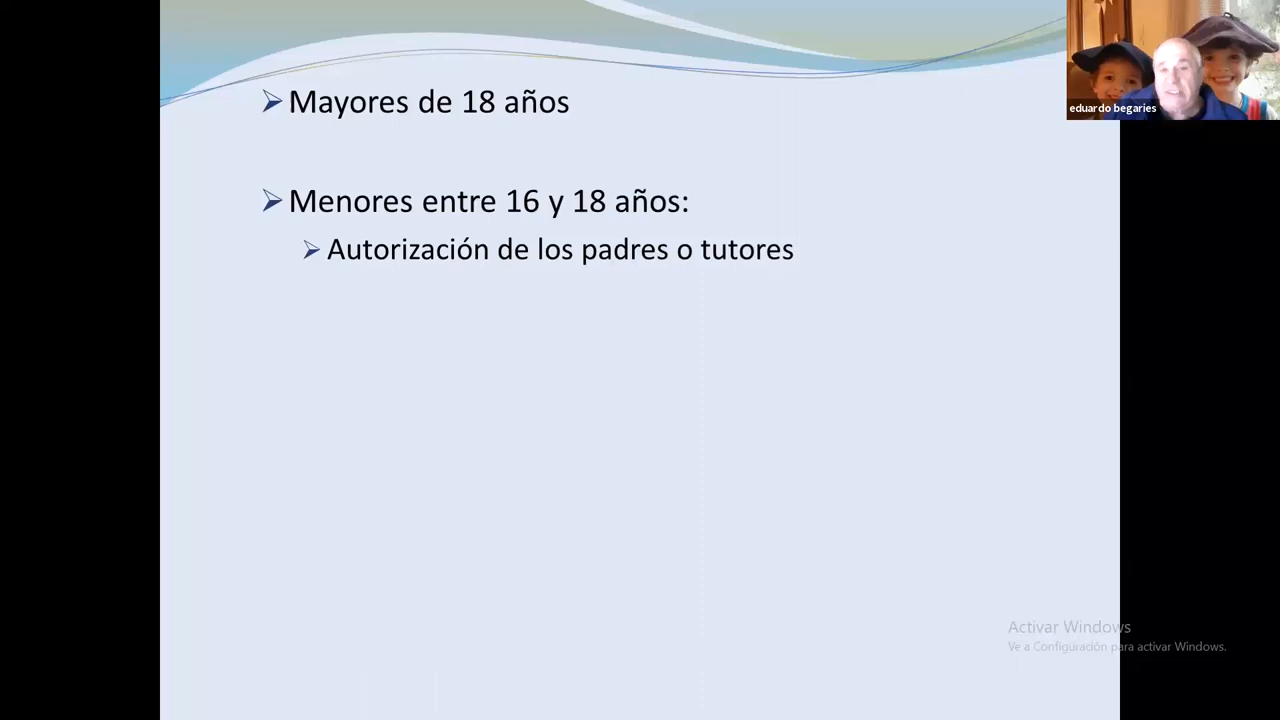 Mayores de 18 años
eduardo begaries
Menores entre 16 y 18 años:
Autorización de los padres o tutores
Activar Windows
Ve a Configuración para activar Windows.